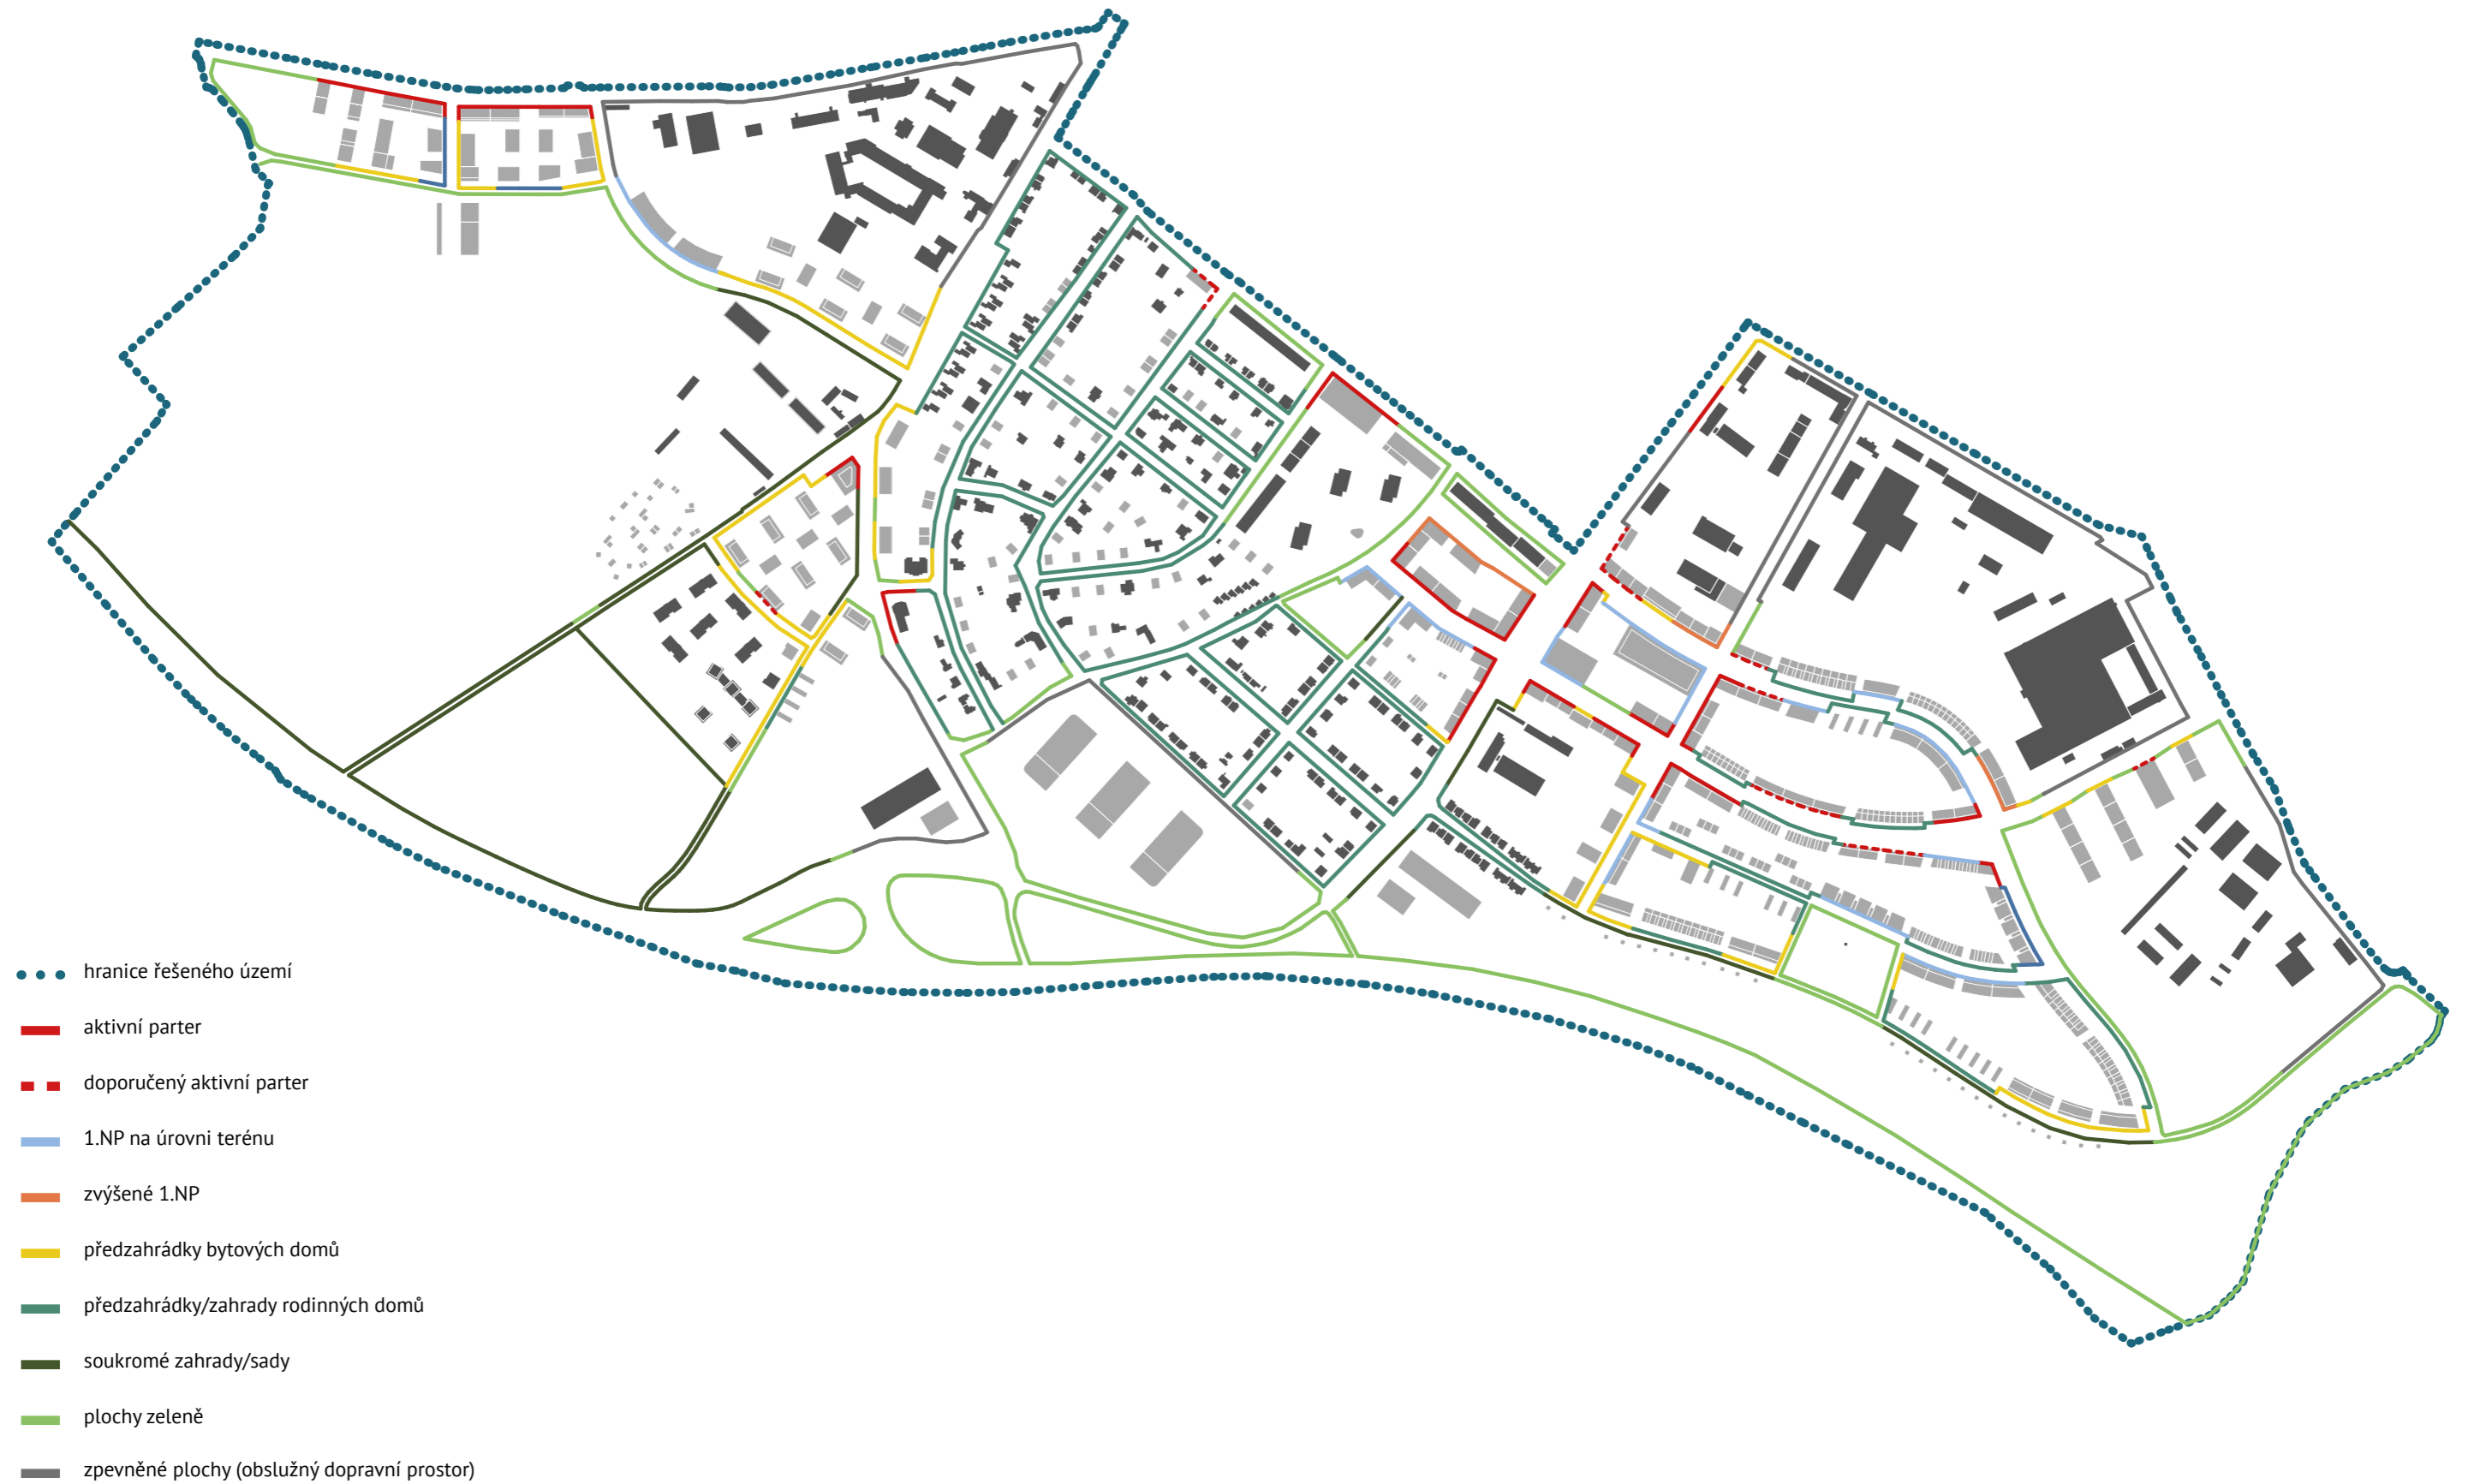 hranice řešeného území
aktivní parter
doporučený aktivní parter
1.NP na úrovni terénu
zvýšené 1.NP
předzahrádky bytových domů
předzahrádky/zahrady rodinných domů
soukromé zahrady/sady
plochy zeleně
zpevněné plochy (obslužný dopravní prostor)